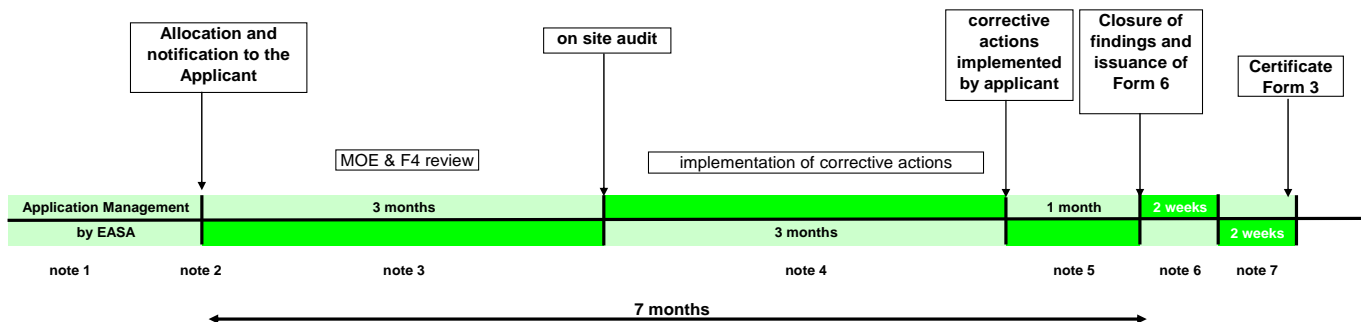 Allocation and
notification to the
Applicant
on site audit
corrective
actions
implemented
by applicant
Closure of
findings and
issuance of
Form 6
Certificate
Form 3
MOE & F4 review
implementation of corrective actions
Application Management
3 months
1 month
2 weeks
by EASA
3 months
2 weeks
note 1
note 2
note 3
note 4
note 5
note 6
note 7
7 months